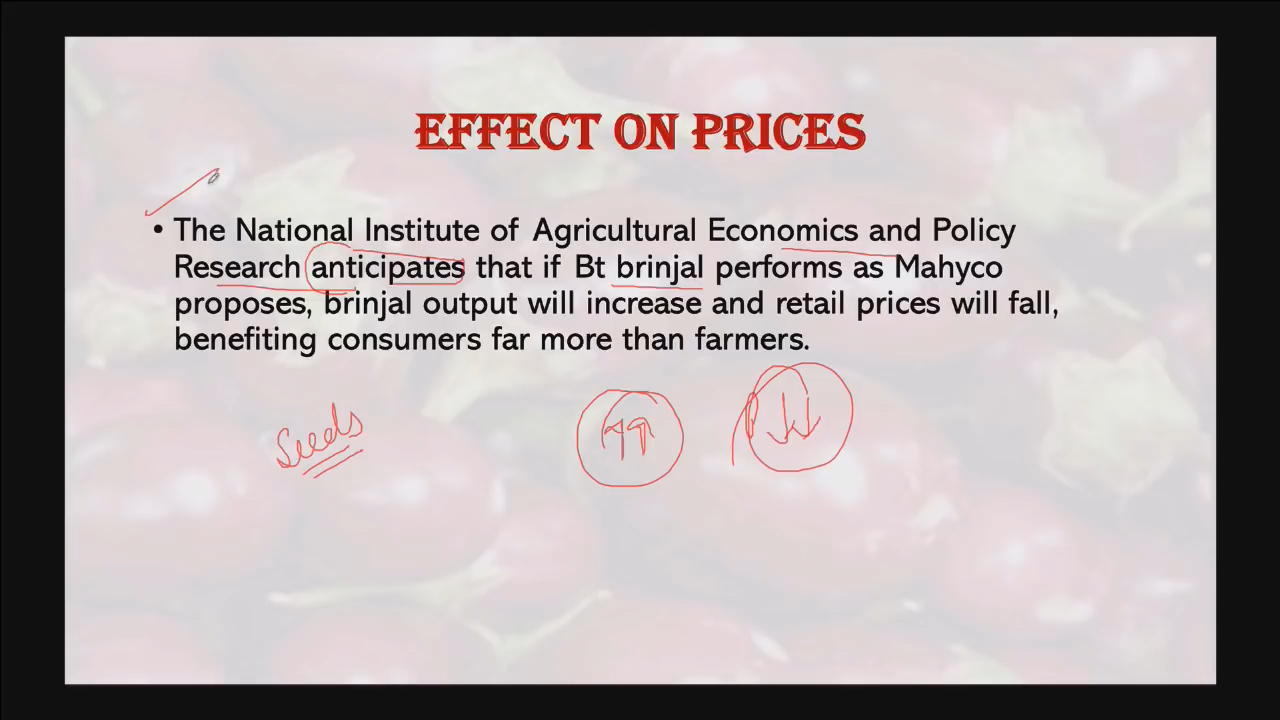 EFFECT ON PRICES
• The National Institute of Agricultural Economics and Policy
Research anticipates that if Bt brinjal performs as Mahyco
proposes, brinjal output will increase and retail prices will fall,
benefiting consumers far more than farmers.
Seeds